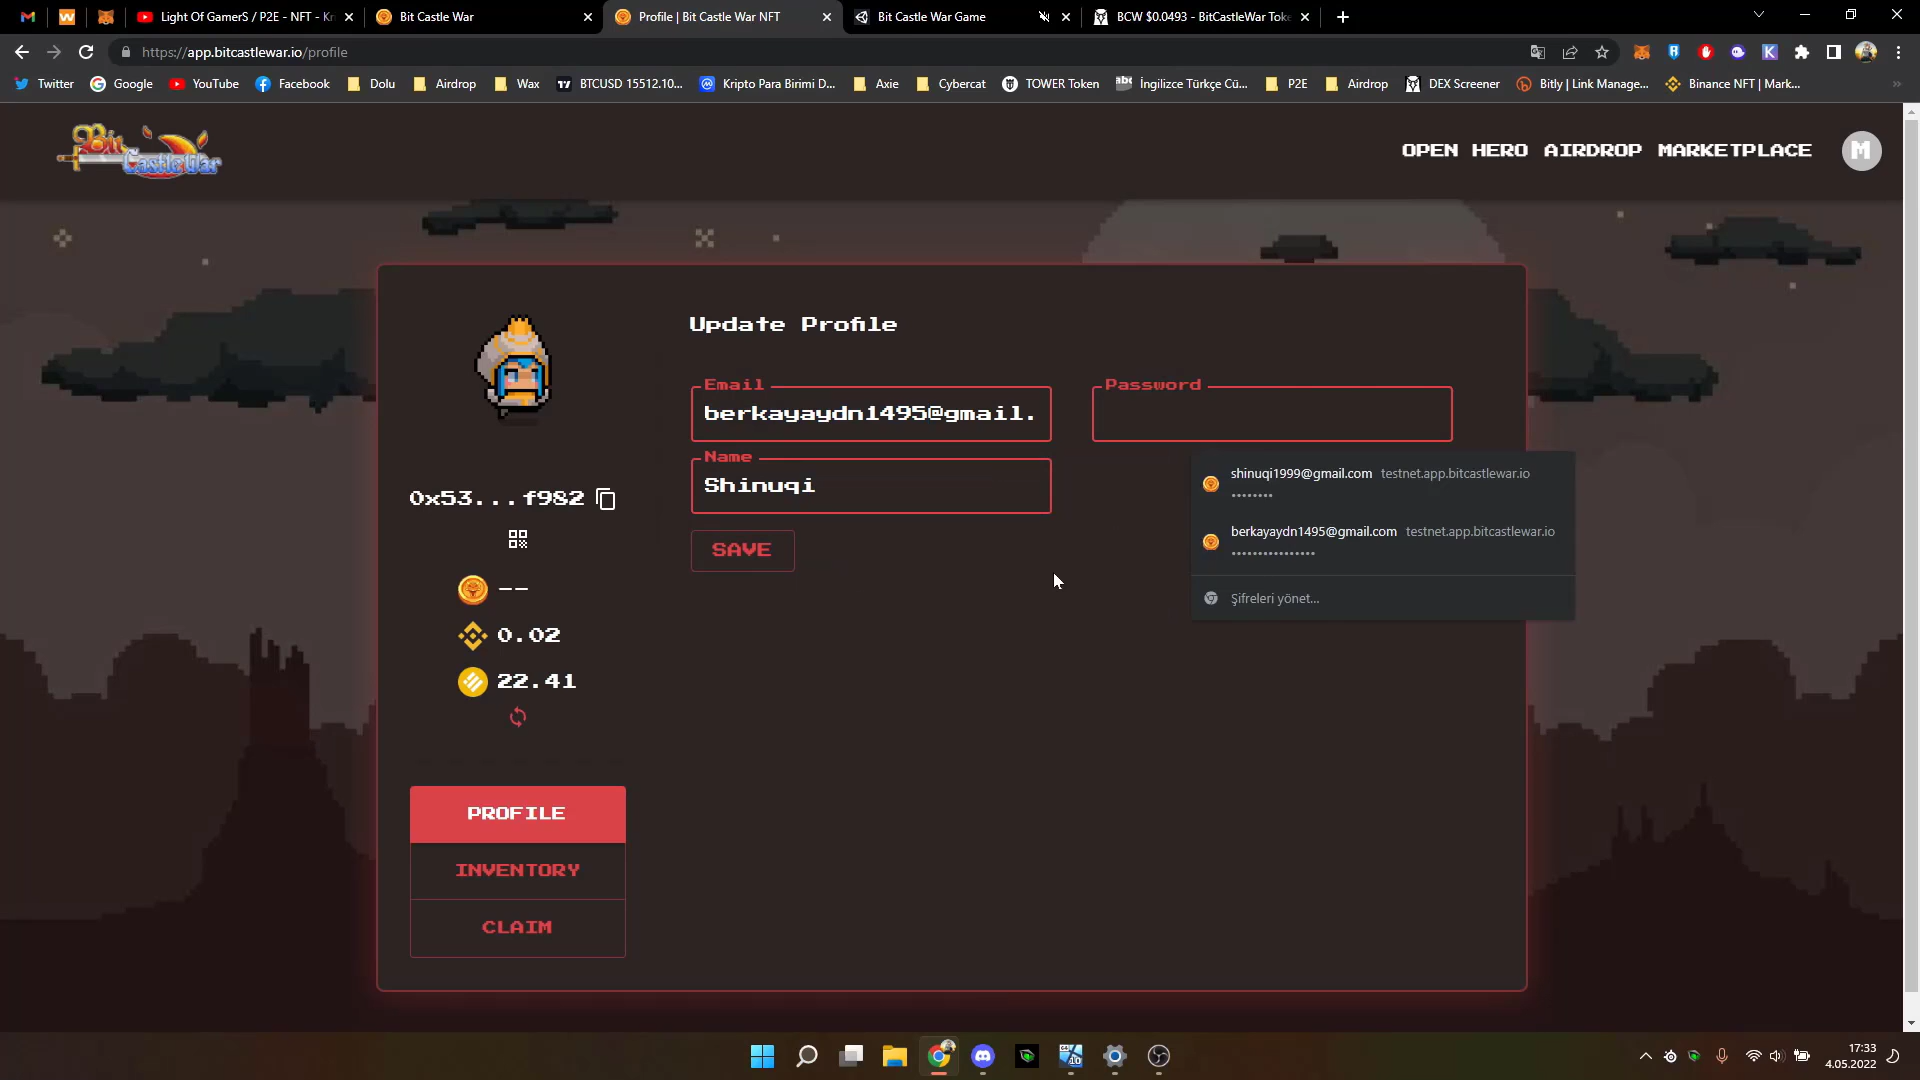 Light Of GamerS / P2E - NFT - Kr
Bit Castle War
Profile | Bit Castle War NFT
Bit Castle War Game
BCW $0.0493 - BitCastleWar Tok
https://app.bitcastlewar.io/profile
Twitter
Google
YouTube
Facebook
Dolu
Airdrop
Wax
BTCUSD 15512.10...
Kripto Para Birimi D...
Axie
Cybercat
TOWER Token
İngilizce Türkçe Cü...
P2E
Airdrop
DEX Screener
Bitly | Link Manage...
Binance NFT | Mark...
Bit
Castle War
OPEN HERO
AIRDROP
MARKETPLACE
M
Update Profile
Email
berkayaydn1495@gmail.
Password
Name
Shinuqi
SAVE
shinuqi1999@gmail.com testnet.app.bitcastlewar.io
••••••••
berkayaydn1495@gmail.com testnet.app.bitcastlewar.io
••••••••••••••••
Şifreleri yönet...
0x53...f982
--
0.02
22.41
PROFILE
INVENTORY
CLAIM
17:33
4.05.2022